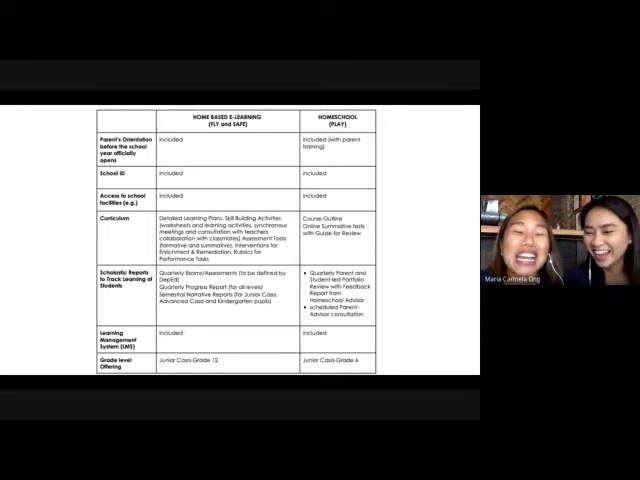 HOME BASED E-LEARNING
(FLY and SAFE)
HOMESCHOOL
(PLAY)
Parent's Orientation
before the school
year officially
opens
included
included (with parent
training)
School ID
included
included
Access to school
facilities (e.g.)
included
included
Curriculum
Detailed Learning Plans, Skill Building Activities
(worksheets and learning activities, synchronous
meetings and consultation with teachers,
collaboration with classmates) Assessment Tools
(formative and summative), Interventions for
Enrichment & Remediation, Rubrics for
Performance Tasks
Course Outline
Online Summative tests
with Guide for Review
Scholastic Reports
to Track Learning of
Students
Quarterly Exams/Assessments (to be defined by
DepEd)
Quarterly Progress Report (for all levels)
Semestral Narrative Reports (for Junior Casa,
Advanced Casa and Kindergarten pupils)
• Quarterly Parent and
Student-led Portfolio
Review with Feedback
Report from
Homeschool Advisor
• scheduled Parent-
Advisor consultation
Learning
Management
System (LMS)
included
included
Grade level
Offering
Junior Casa-Grade 12
Junior Casa-Grade 6
Maria Carmela Ong